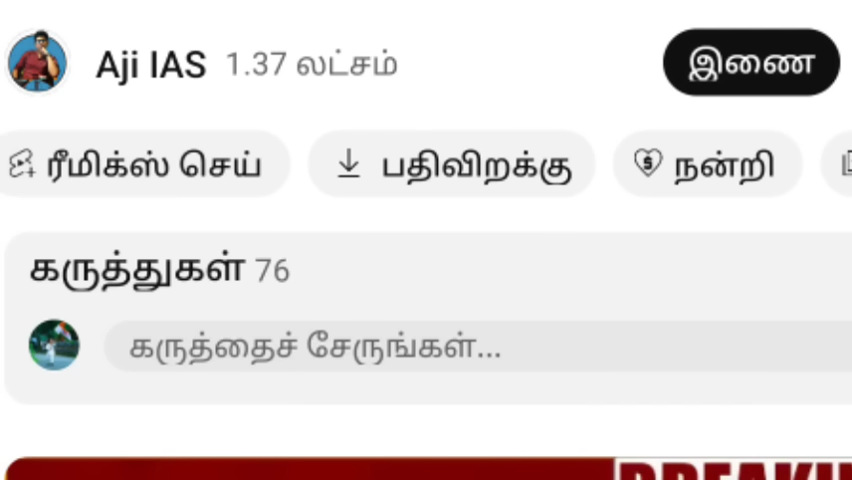 Aji IAS 1.37 லட்சம் இணை
ரீமிக்ஸ் செய் பதிவிறக்கு நன்றி
கருத்துகள் 76
கருத்தைச் சேருங்கள்...